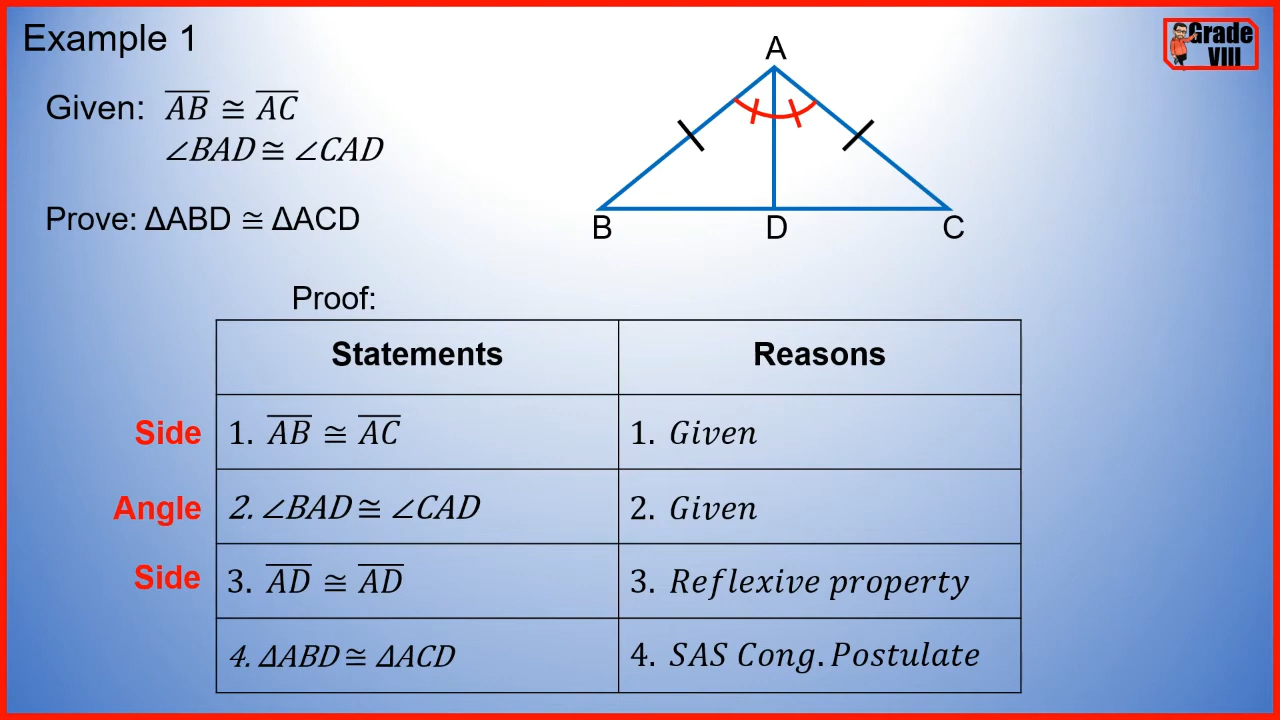 Example 1
Grade
VIII
Given: AB ≅ AC
∠BAD ≅ ∠CAD
Prove: ΔABD ≅ ΔACD
A
B
D
C
Proof:
Statements Reasons
Side 1. AB ≅ AC 1. Given
Angle 2. ∠BAD ≅ ∠CAD 2. Given
Side 3. AD ≅ AD 3. Reflexive property
4. ΔABD ≅ ΔACD 4. SAS Cong. Postulate